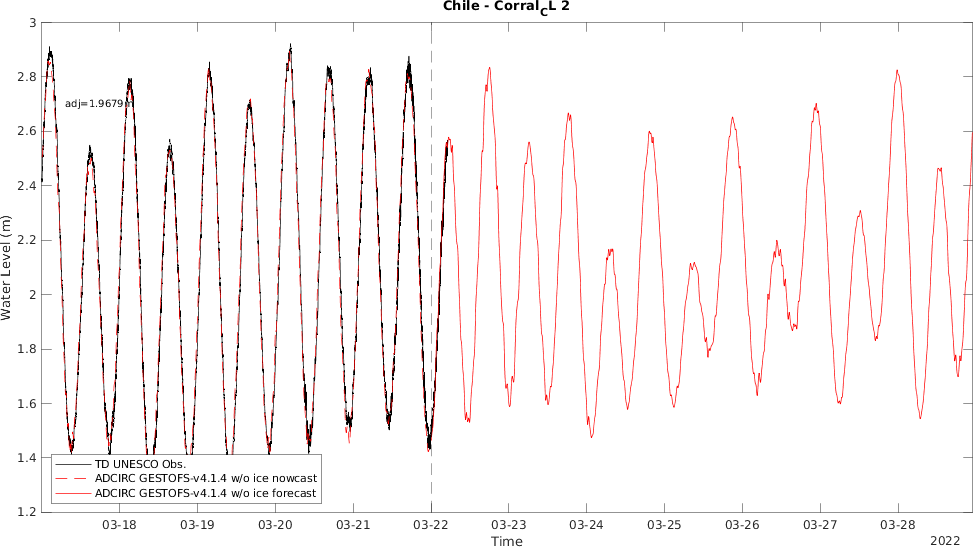 Chile - Corral_CL 2
3
2.8
adj=1.9679m
2.6
2.4
2.2
2
1.8
1.6
1.4
1.2
Water Level (m)
TD UNESCO Obs.
ADCIRC GESTOFS-v4.1.4 w/o ice nowcast
ADCIRC GESTOFS-v4.1.4 w/o ice forecast
03-18 03-19 03-20 03-21 03-22 03-23 03-24 03-25 03-26 03-27 03-28
Time
2022